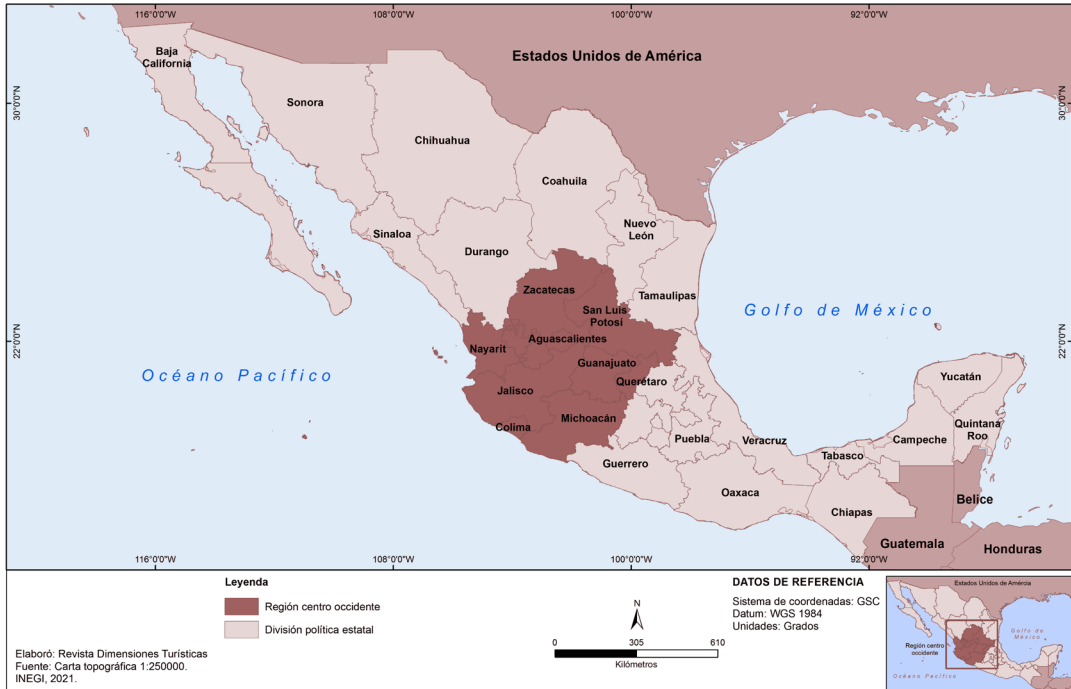 116°0'0"W
108°0'0"W
100°0'0"W
92°0'0"W
30°0'0"N
30°0'0"N
22°0'0"N
22°0'0"N
Estados Unidos de América
Baja
California
Sonora
Chihuahua
Coahuila
Nuevo
León
Sinaloa
Durango
Tamaulipas
Zacatecas
San Luis
Potosí
Aguascalientes
Nayarit
Guanajuato
Querétaro
Jalisco
Michoacán
Colima
Golfo de México
Océano Pacífico
Yucatán
Quintana
Roo
Campeche
Puebla
Veracruz
Tabasco
Guerrero
Oaxaca
Chiapas
Belice
Guatemala
Honduras
116°0'0"W
108°0'0"W
100°0'0"W
92°0'0"W
Leyenda
Región centro occidente
División política estatal
Elaboró: Revista Dimensiones Turísticas
Fuente: Carta topográfica 1:250000.
INEGI, 2021.
N
0 305 610
Kilómetros
DATOS DE REFERENCIA
Sistema de coordenadas: GSC
Datum: WGS 1984
Unidades: Grados
Estados Unidos de América
Golfo de
México
Región centro
occidente
Océano Pacífico